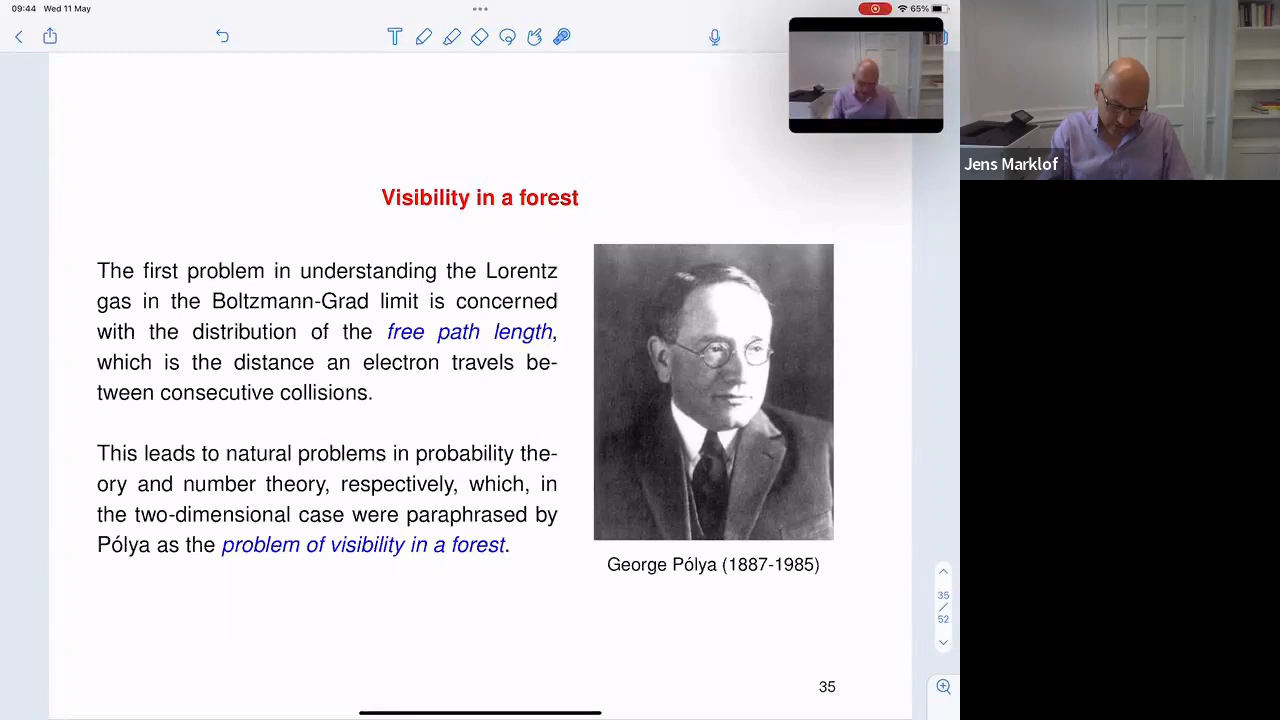 09:44 Wed 11 May
65%
Jens Marklof
Visibility in a forest
The first problem in understanding the Lorentz
gas in the Boltzmann-Grad limit is concerned
with the distribution of the free path length,
which is the distance an electron travels be-
tween consecutive collisions.
This leads to natural problems in probability the-
ory and number theory, respectively, which, in
the two-dimensional case were paraphrased by
Pólya as the problem of visibility in a forest.
George Pólya (1887-1985)
35
52
35